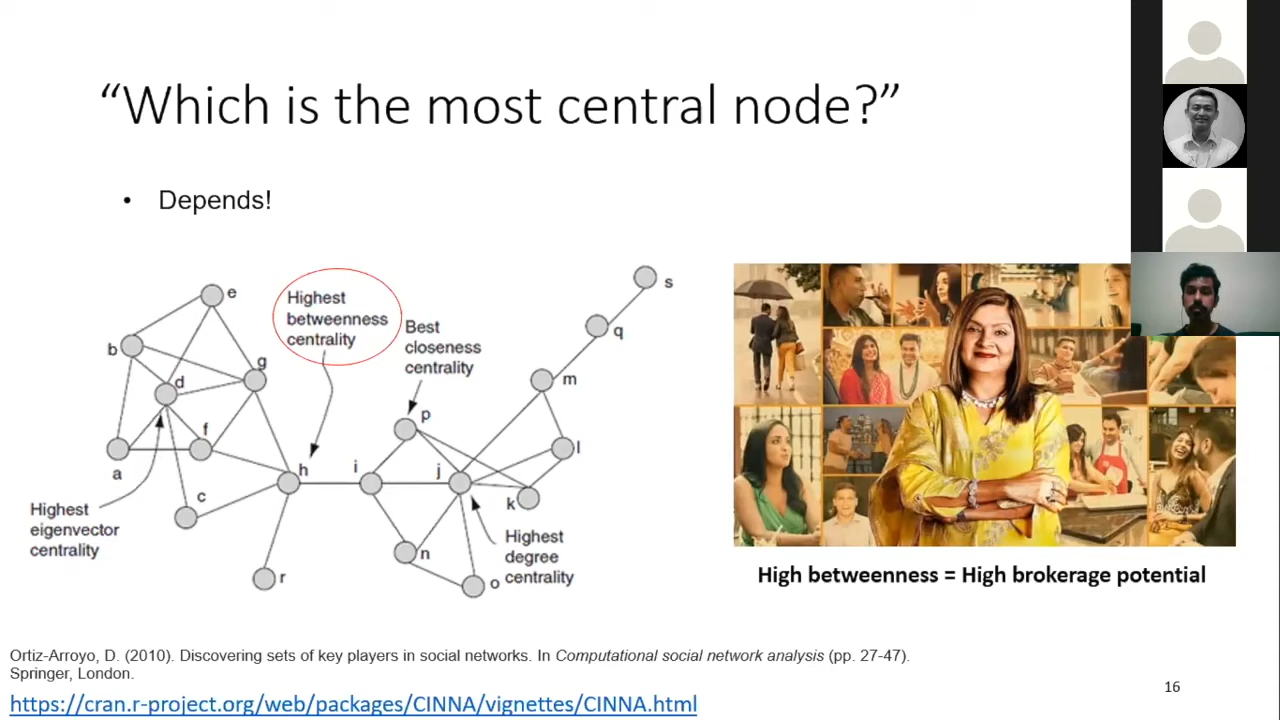 “Which is the most central node?”
• Depends!
e
b
g
d
f
a
c
h
r
i
p
j
k
l
m
q
s
n
o
Highest
betweenness
centrality
Best
closeness
centrality
Highest
eigenvector
centrality
Highest
degree
centrality
High betweenness = High brokerage potential
Ortiz-Arroyo, D. (2010). Discovering sets of key players in social networks. In Computational social network analysis (pp. 27-47).
Springer, London.
https://cran.r-project.org/web/packages/CINNA/vignettes/CINNA.html
16